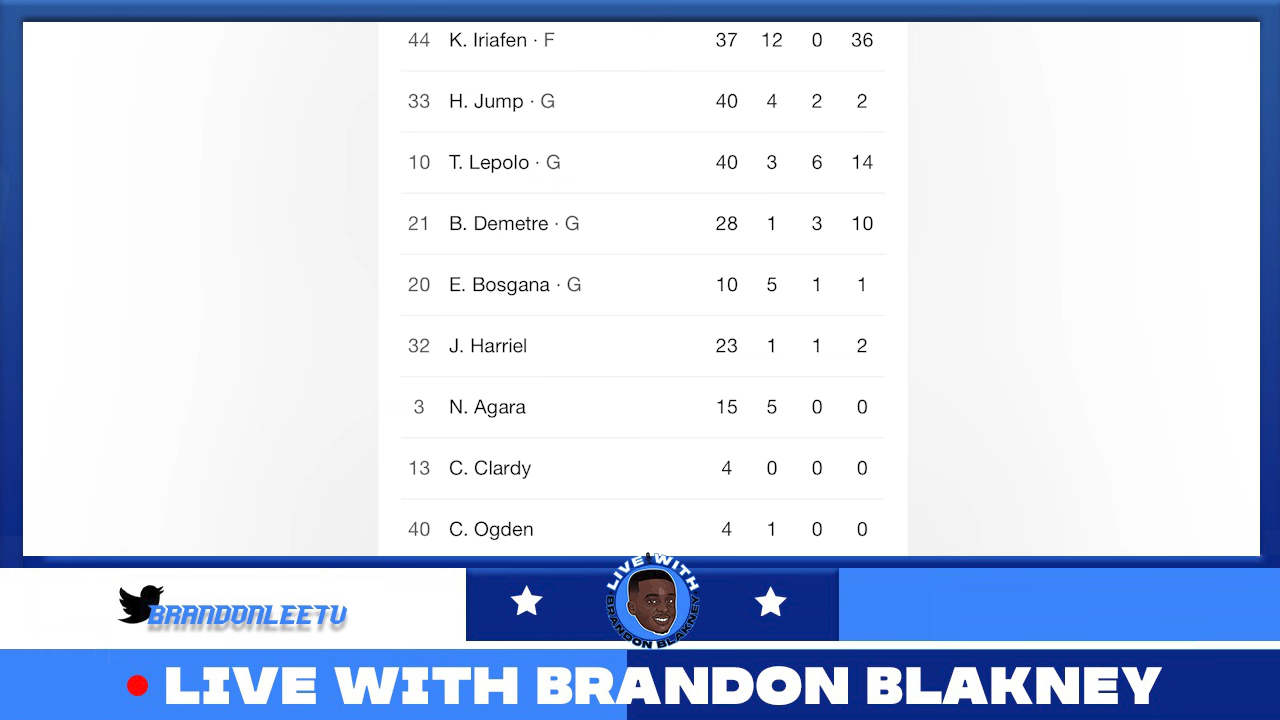 44 K. Iriafen · F 37 12 0 36
33 H. Jump · G 40 4 2 2
10 T. Lepolo · G 40 3 6 14
21 B. Demetre · G 28 1 3 10
20 E. Bosgana · G 10 5 1 1
32 J. Harriel 23 1 1 2
3 N. Agara 15 5 0 0
13 C. Clardy 4 0 0 0
40 C. Ogden 4 1 0 0
BRANDONLEETV
LIVE WITH
BRANDON BLAKNEY
LIVE WITH BRANDON BLAKNEY